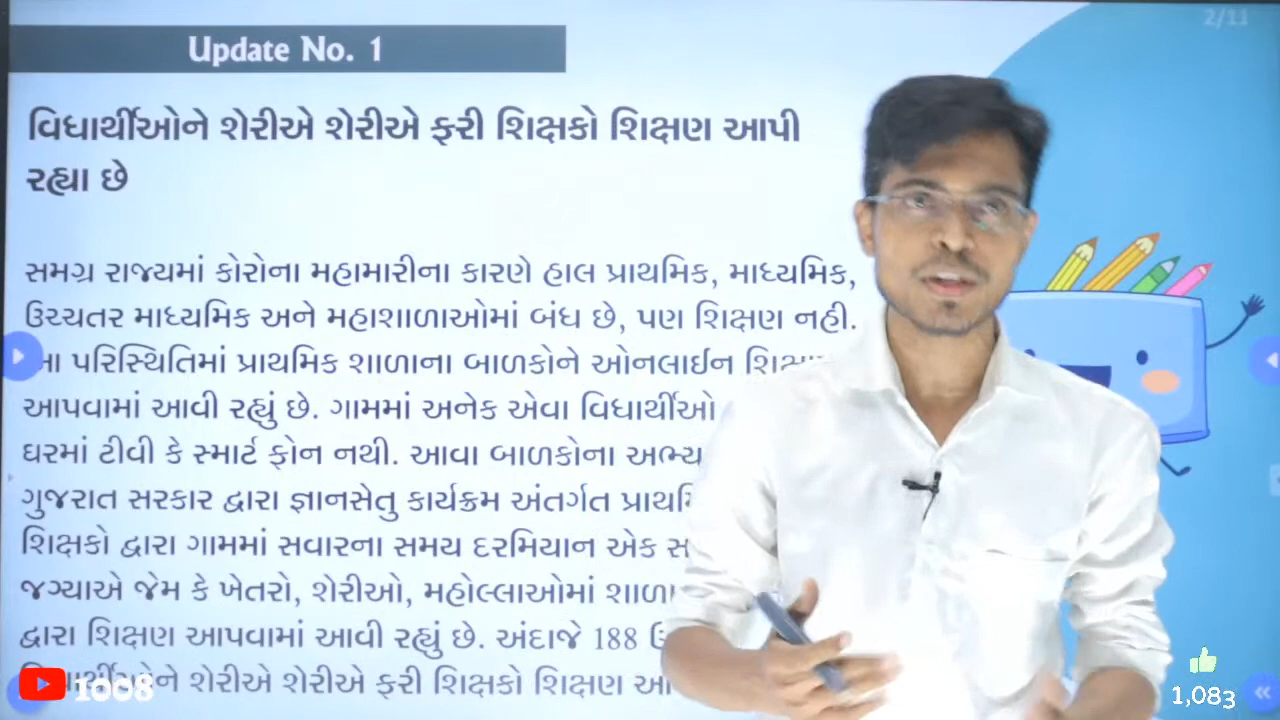 2/11
Update No. 1
વિધાર્થીઓને શેરીએ શેરીએ ફરી શિક્ષકો શિક્ષણ આપી
રહ્યા છે
સમગ્ર રાજ્યમાં કોરોના મહામારીના કારણે હાલ પ્રાથમિક, માધ્યમિક,
ઉચ્ચતર માધ્યમિક અને મહાશાળાઓમાં બંધ છે, પણ શિક્ષણ નહી.
પરિસ્થિતિમાં પ્રાથમિક શાળાના બાળકોને ઓનલાઈન
આપવામાં આવી રહ્યું છે. ગામમાં અનેક એવા વિધાર્થીઓ
ઘરમાં ટીવી કે સ્માર્ટ ફોન નથી. આવા બાળકોના
ગુજરાત સરકાર દ્વારા જ્ઞાનસેતુ કાર્યક્રમ અંતર્ગત
શિક્ષકો દ્વારા ગામમાં સવારના સમય દરમિયાન એક
જગ્યાએ જેમ કે ખેતરો, શેરીઓ, મહોલ્લાઓમાં
દ્વારા શિક્ષણ આપવામાં આવી રહ્યું છે. અંદાજે 188
શેરીએ શેરીએ ફરી શિક્ષકો શિક્ષણ
1008
1,083